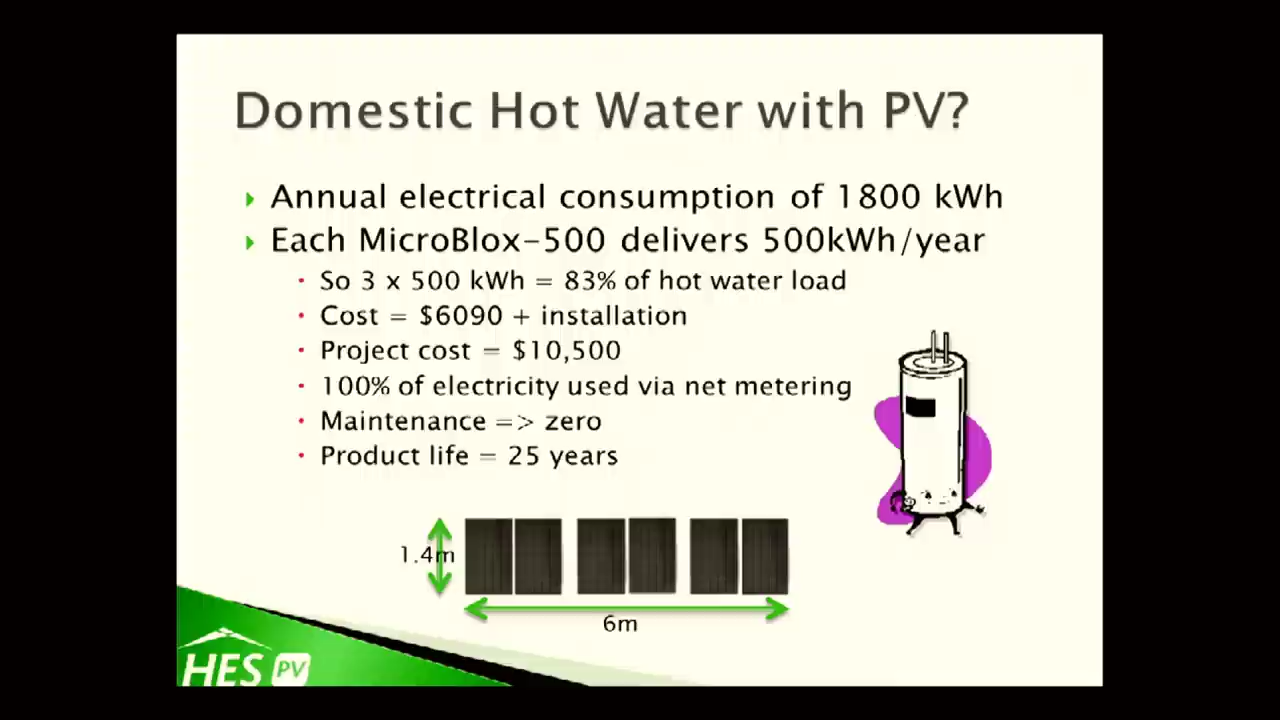 Domestic Hot Water with PV?
Annual electrical consumption of 1800 kWh
Each MicroBlox-500 delivers 500kWh/year
So 3 x 500 kWh = 83% of hot water load
Cost = $6090 + installation
Project cost = $10,500
100% of electricity used via net metering
Maintenance => zero
Product life = 25 years
1.4m
6m
HES PV